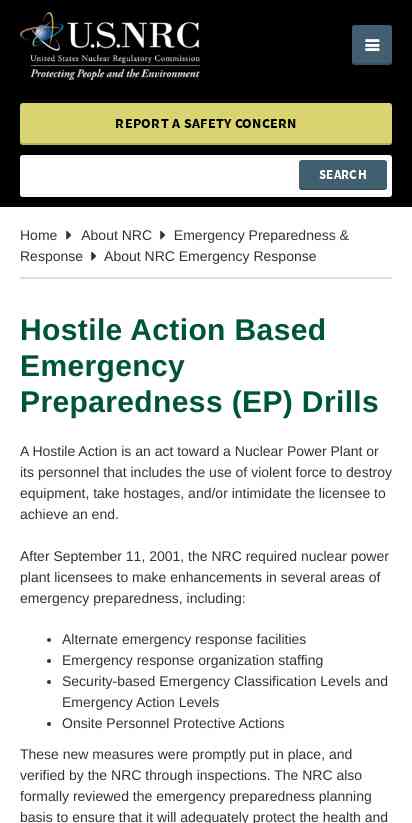 U.S.NRC
United States Nuclear Regulatory Commission
Protecting People and the Environment
REPORT A SAFETY CONCERN
SEARCH
Home About NRC Emergency Preparedness &
Response About NRC Emergency Response
Hostile Action Based
Emergency
Preparedness (EP) Drills
A Hostile Action is an act toward a Nuclear Power Plant or
its personnel that includes the use of violent force to destroy
equipment, take hostages, and/or intimidate the licensee to
achieve an end.
After September 11, 2001, the NRC required nuclear power
plant licensees to make enhancements in several areas of
emergency preparedness, including:
• Alternate emergency response facilities
• Emergency response organization staffing
• Security-based Emergency Classification Levels and
Emergency Action Levels
• Onsite Personnel Protective Actions
These new measures were promptly put in place, and
verified by the NRC through inspections. The NRC also
formally reviewed the emergency preparedness planning
basis to ensure that it will adequately protect the health and